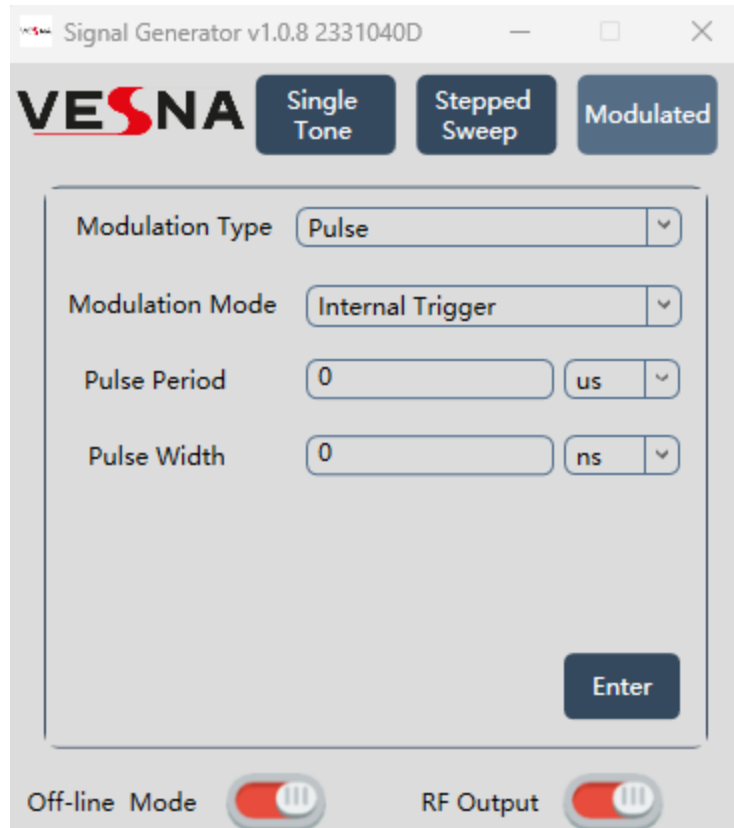 Signal Generator v1.0.8 2331040D
VESNA
Single
Tone
Stepped
Sweep
Modulated
Modulation Type Pulse
Modulation Mode Internal Trigger
Pulse Period 0 us
Pulse Width 0 ns
Enter
Off-line Mode RF Output